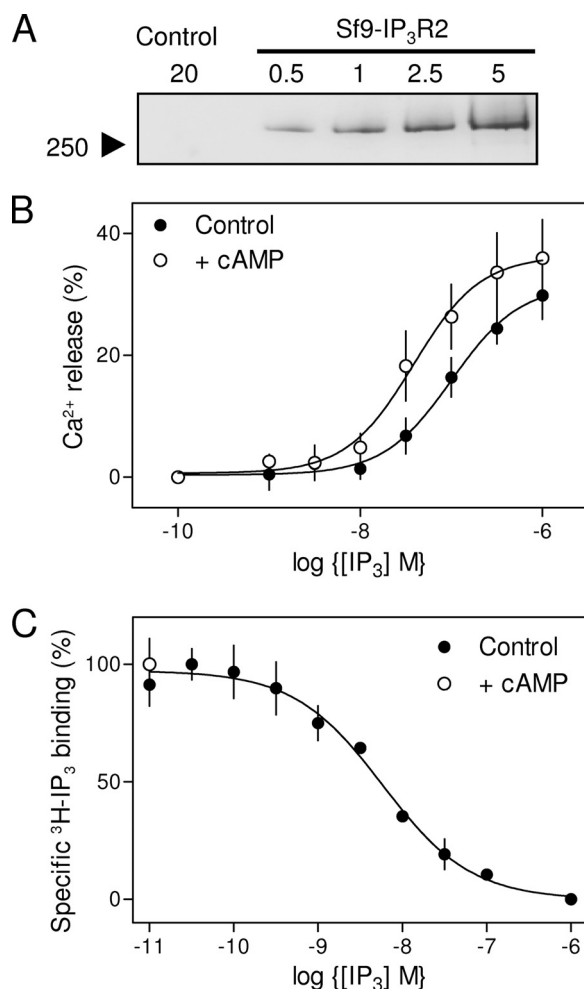 A
Control
Sf9-IP₃R2
20 0.5 1 2.5 5
250
B
Control
+ cAMP
Ca²⁺ release (%)
40
20
0
-10 -8 -6
log {[IP₃] M}
C
Control
+ cAMP
Specific ³H-IP₃ binding (%)
100
50
0
-11 -10 -9 -8 -7 -6
log {[IP₃] M}